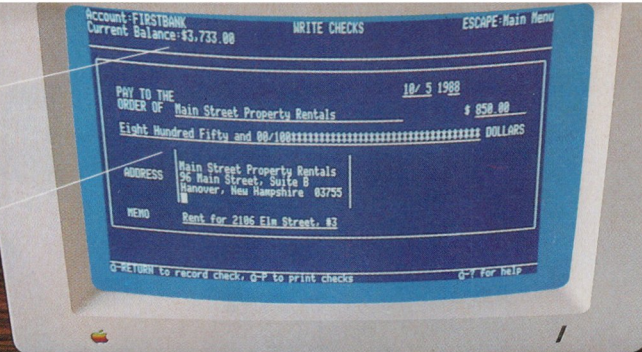 Account:FIRSTBANK WRITE CHECKS ESCAPE:Main Menu
Current Balance:$3,733.00
10/ 5 1988
PAY TO THE
ORDER OF Main Street Property Rentals $ 850.00
Eight Hundred Fifty and 00/100 DOLLARS
Main Street Property Rentals
ADDRESS 96 Main Street, Suite B
Hanover, New Hampshire 03755
MEMO Rent for 2106 Elm Street, #3
-RETURN to record check, -P to print checks -? for help